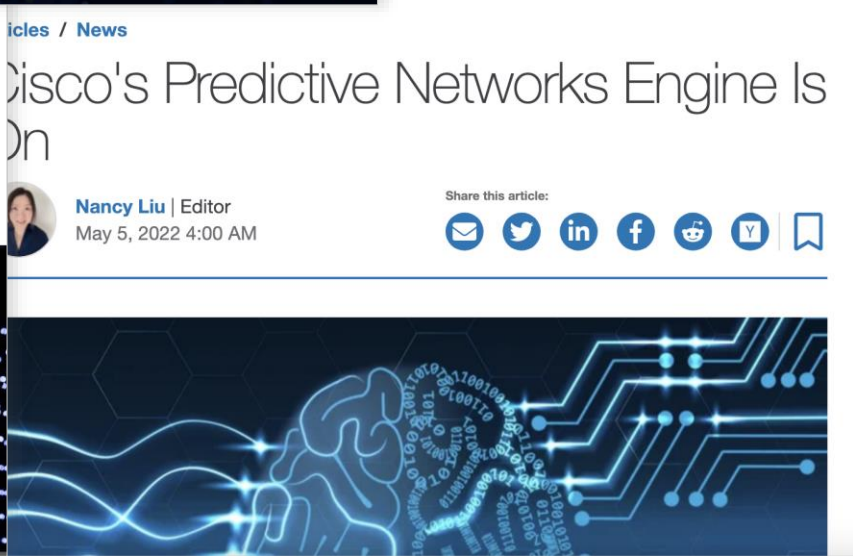 icles / News
Cisco's Predictive Networks Engine Is
On
Nancy Liu | Editor
May 5, 2022 4:00 AM
Share this article: